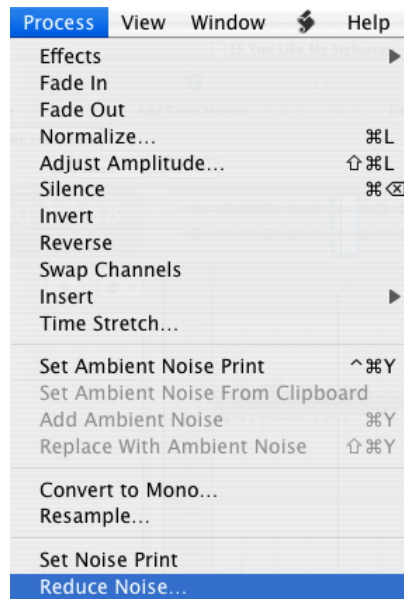 Process View Window Help
Effects
Fade In
Fade Out
Normalize... ⌘L
Adjust Amplitude... ⇧⌘L
Silence ⌘⌫
Invert
Reverse
Swap Channels
Insert
Time Stretch...
Set Ambient Noise Print ^⌘Y
Set Ambient Noise From Clipboard
Add Ambient Noise ⌘Y
Replace With Ambient Noise ⇧⌘Y
Convert to Mono...
Resample...
Set Noise Print
Reduce Noise...